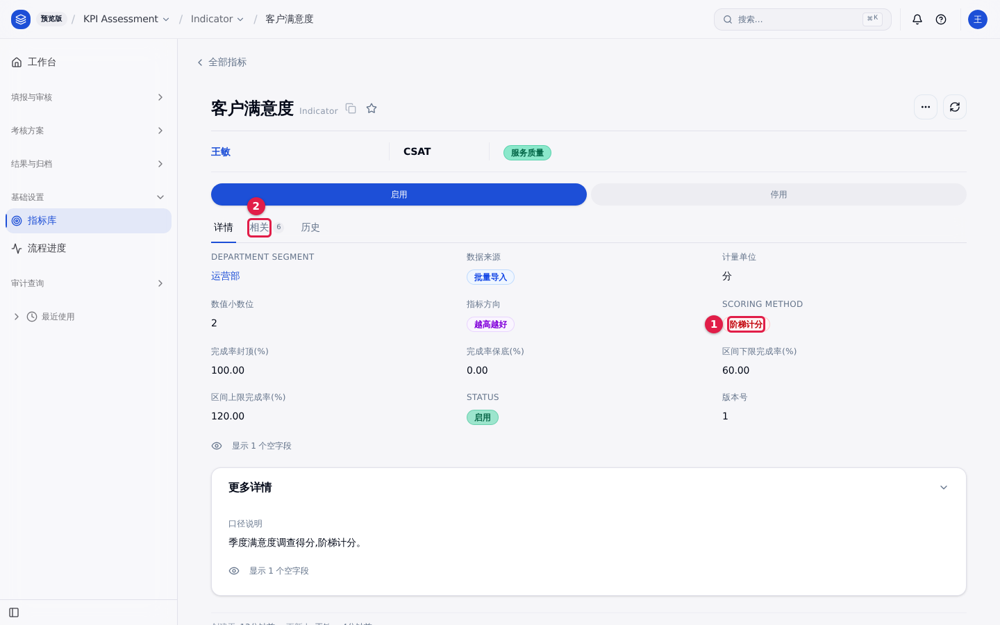 预览版 / KPI Assessment / Indicator / 客户满意度
搜索...
⌘K
王
工作台
填报与审核
考核方案
结果与归档
基础设置
指标库
流程进度
审计查询
最近使用
全部指标
客户满意度 Indicator
王敏
CSAT
服务质量
启用
停用
2
详情
相关 6
历史
DEPARTMENT SEGMENT
运营部
数据来源
批量导入
计量单位
分
数值小数位
2
指标方向
越高越好
SCORING METHOD
1
阶梯计分
完成率封顶(%)
100.00
完成率保底(%)
0.00
区间下限完成率(%)
60.00
区间上限完成率(%)
120.00
STATUS
启用
版本号
1
显示 1 个空字段
更多详情
口径说明
季度满意度调查得分,阶梯计分。
显示 1 个空字段